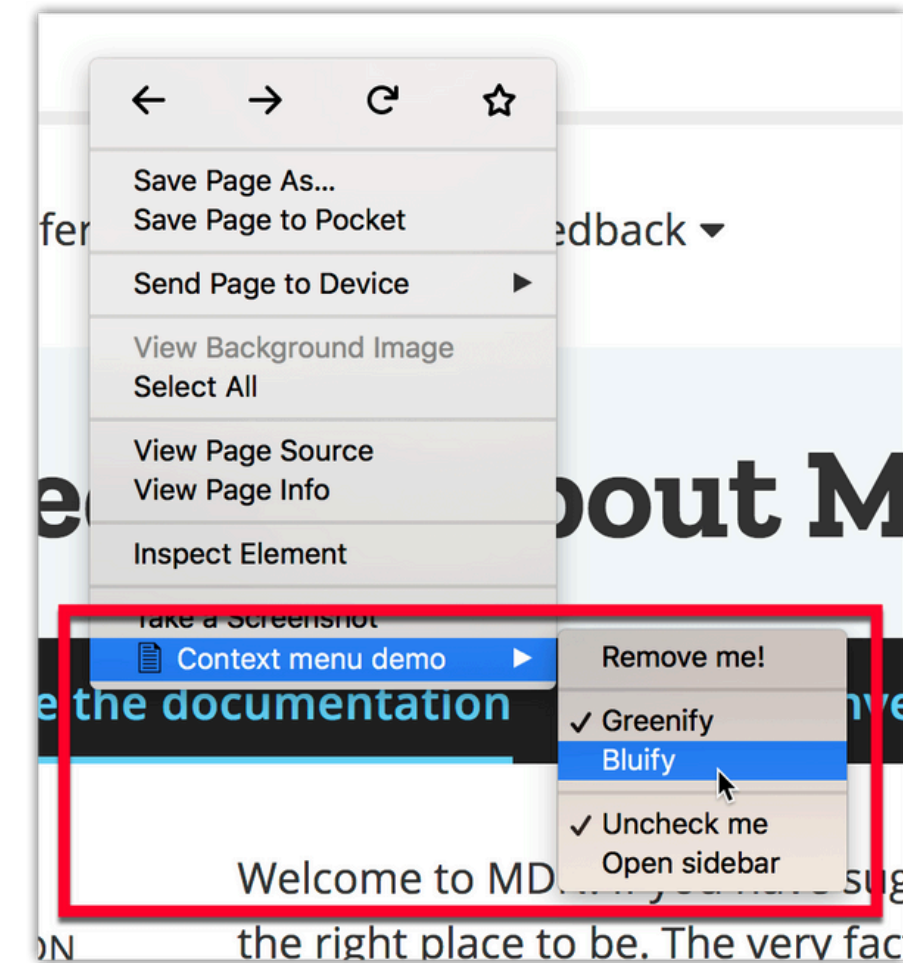 Save Page As...
Save Page to Pocket
edback
Send Page to Device
View Background Image
Select All
View Page Source
View Page Info
bout M
Inspect Element
Take a Screenshot
Context menu demo
Remove me!
e the documentation
Greenify
Bluify
Uncheck me
Open sidebar
Welcome to MD
the right place to be. The very fac
ON